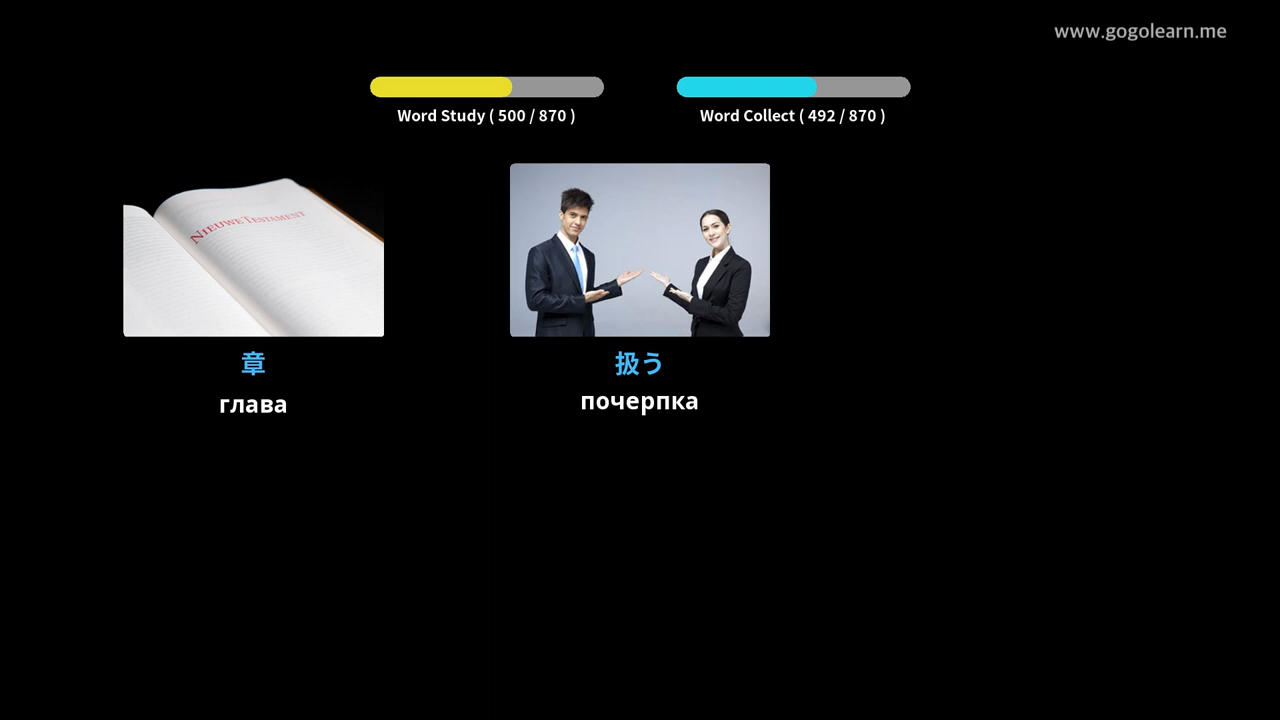 www.gogolearn.me
Word Study ( 500 / 870 )
Word Collect ( 492 / 870 )
NIEUWE TESTAMENT
章
глава
扱う
почерпка